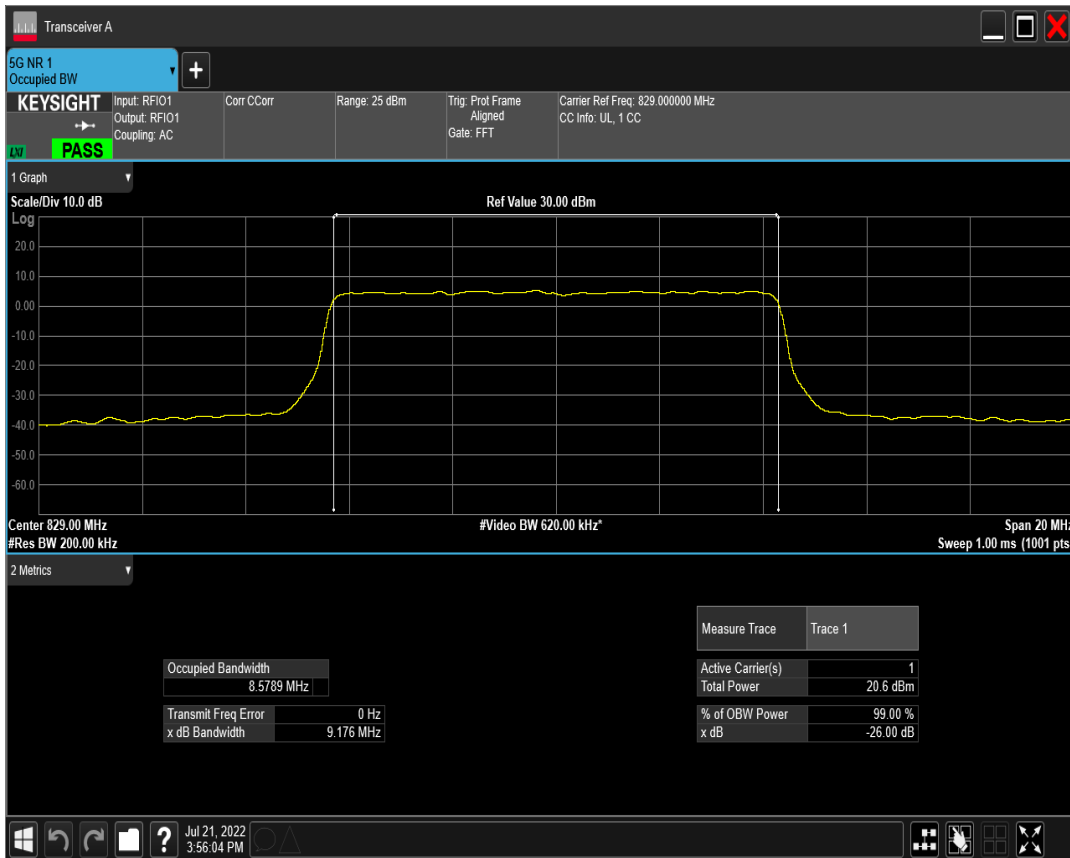 Transceiver A
5G NR 1
Occupied BW
+
KEYSIGHT
LXI
PASS
Input: RFIO1
Output: RFIO1
Coupling: AC
Corr CCorr
Range: 25 dBm
Trig: Prot Frame
Aligned
Gate: FFT
Carrier Ref Freq: 829.000000 MHz
CC Info: UL, 1 CC
1 Graph
Scale/Div 10.0 dB
Ref Value 30.00 dBm
Log
20.0
10.0
0.00
-10.0
-20.0
-30.0
-40.0
-50.0
-60.0
Center 829.00 MHz
#Video BW 620.00 kHz*
Span 20 MHz
#Res BW 200.00 kHz
Sweep 1.00 ms (1001 pts
2 Metrics
Measure Trace Trace 1
Occupied Bandwidth
8.5789 MHz
Active Carrier(s) 1
Total Power 20.6 dBm
Transmit Freq Error 0 Hz
x dB Bandwidth 9.176 MHz
% of OBW Power 99.00 %
x dB -26.00 dB
?
Jul 21, 2022
3:56:04 PM